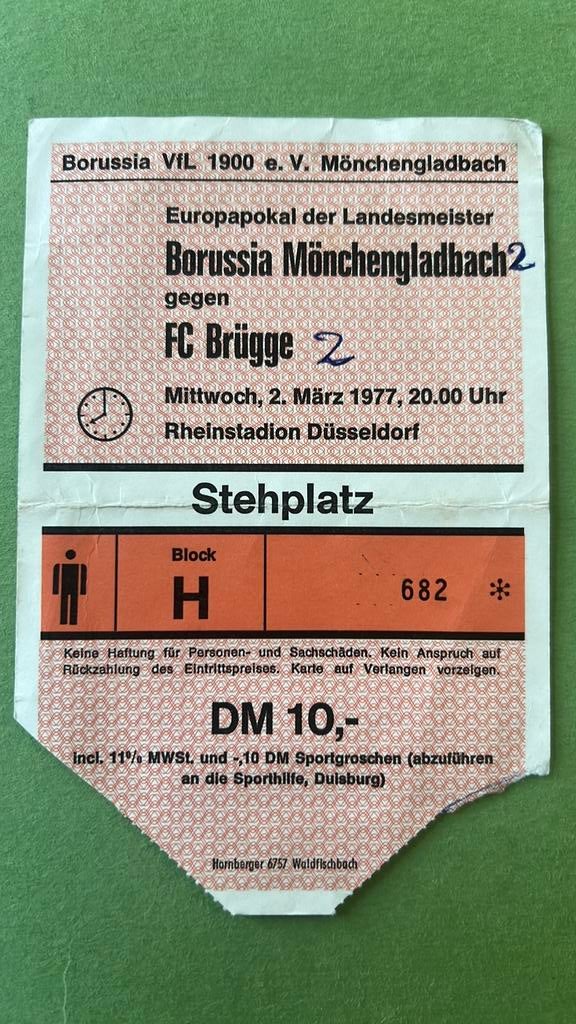 Borussia VfL 1900 e. V. Mönchengladbach
Europapokal der Landesmeister
Borussia Mönchengladbach 2
gegen
FC Brügge 2
Mittwoch, 2. März 1977, 20.00 Uhr
Rheinstadion Düsseldorf
Stehplatz
Block
H
682 *
Keine Haftung für Personen- und Sachschäden. Kein Anspruch auf
Rückzahlung des Eintrittspreises. Karte auf Verlangen vorzeigen.
DM 10,-
incl. 11% MWSt. und -,10 DM Sportgroschen (abzuführen
an die Sporthilfe, Duisburg)
Hornberger 6757 Waldfischbach